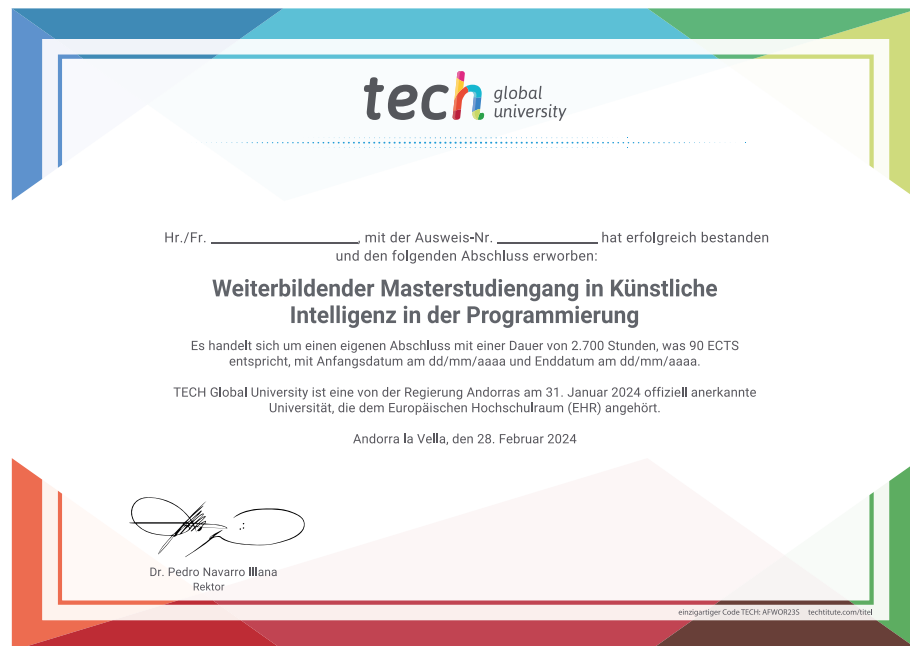 tech global university
Hr./Fr. ____________________, mit der Ausweis-Nr. ______________ hat erfolgreich bestanden
und den folgenden Abschluss erworben:
Weiterbildender Masterstudiengang in Künstliche
Intelligenz in der Programmierung
Es handelt sich um einen eigenen Abschluss mit einer Dauer von 2.700 Stunden, was 90 ECTS
entspricht, mit Anfangsdatum am dd/mm/aaaa und Enddatum am dd/mm/aaaa.
TECH Global University ist eine von der Regierung Andorras am 31. Januar 2024 offiziell anerkannte
Universität, die dem Europäischen Hochschulraum (EHR) angehört.
Andorra la Vella, den 28. Februar 2024
Dr. Pedro Navarro Illana
Rektor
einzigartiger Code TECH: AFWOR23S techtitute.com/titel